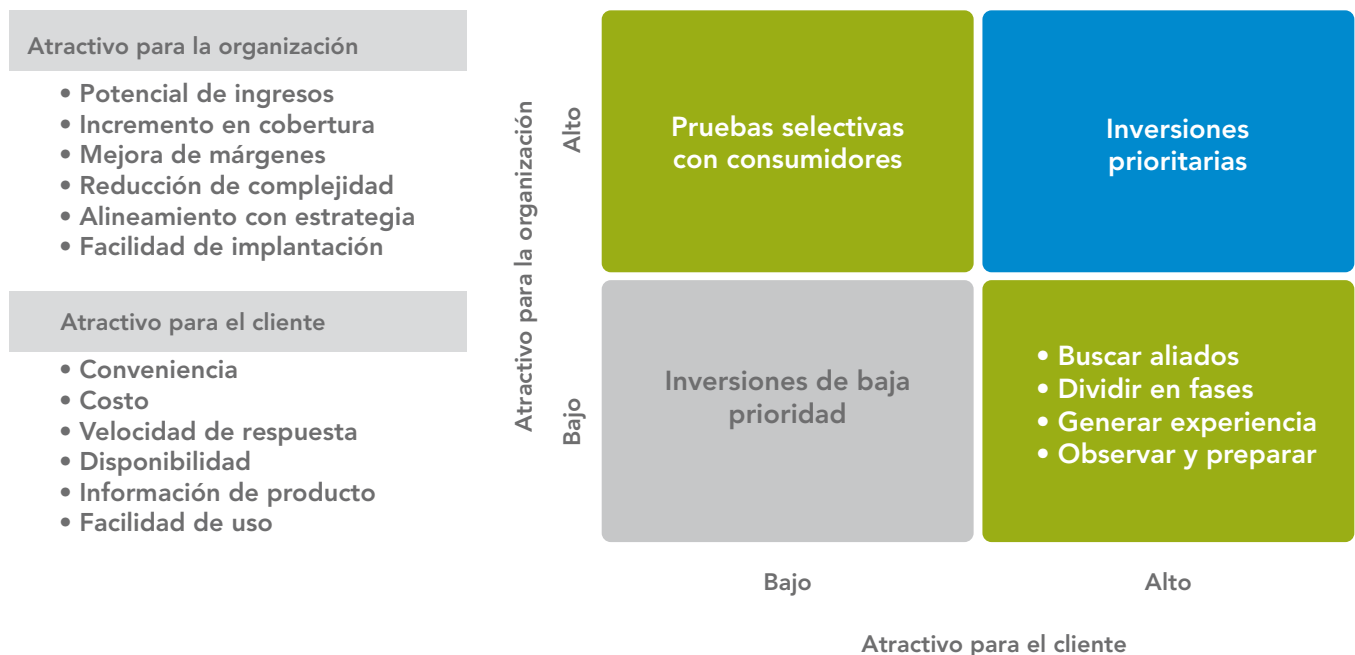 Atractivo para la organización
• Potencial de ingresos
• Incremento en cobertura
• Mejora de márgenes
• Reducción de complejidad
• Alineamiento con estrategia
• Facilidad de implantación
Atractivo para el cliente
• Conveniencia
• Costo
• Velocidad de respuesta
• Disponibilidad
• Información de producto
• Facilidad de uso
Atractivo para la organización
Alto
Bajo
Pruebas selectivas
con consumidores
Inversiones
prioritarias
Inversiones de baja
prioridad
• Buscar aliados
• Dividir en fases
• Generar experiencia
• Observar y preparar
Bajo
Alto
Atractivo para el cliente